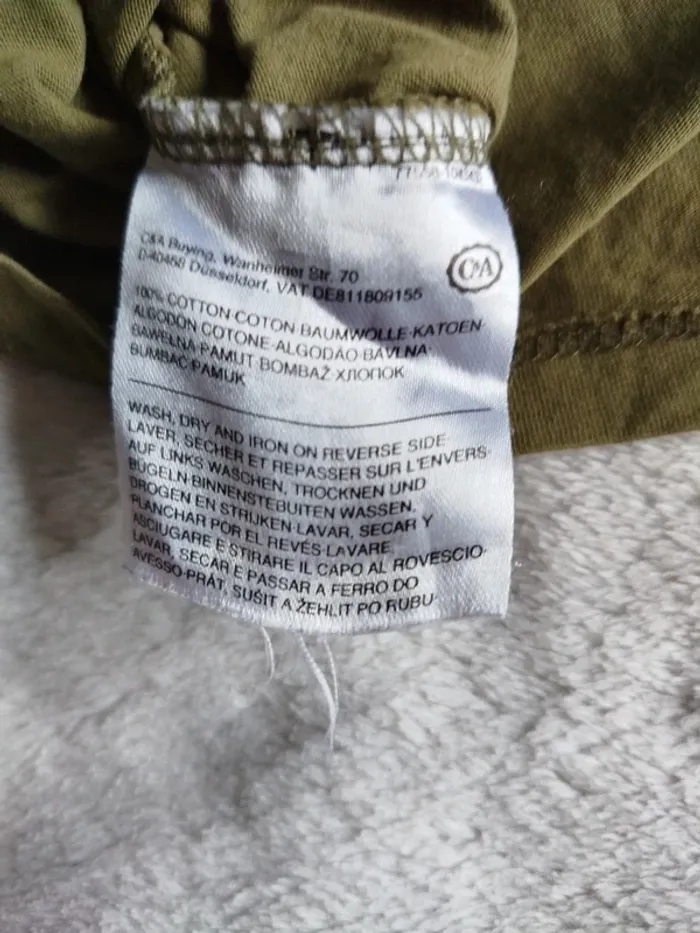 C&A Buying, Wanheimer Str. 70
D-40468 Düsseldorf, VAT DE811809155
C&A
100% COTTON·COTON·BAUMWOLLE·KATOEN·
ALGODON·COTONE·ALGODAO·BAVLNA·
BAWELNA·PAMUT·BOMBAŽ·ХЛОПОК
BUMBAC·PAMUK
WASH, DRY AND IRON ON REVERSE SIDE·
LAVER, SECHER ET REPASSER SUR L'ENVERS·
AUF LINKS WASCHEN, TROCKNEN UND
BÜGELN·BINNENSTEBUITEN WASSEN,
DROGEN EN STRIJKEN·LAVAR, SECAR Y
PLANCHAR POR EL REVÉS·LAVARE,
ASCIUGARE E STIRARE IL CAPO AL ROVESCIO·
LAVAR, SECAR E PASSAR A FERRO DO
AVESSO·PRÁT, SUŠIT A ŽEHLIT PO RUBU·